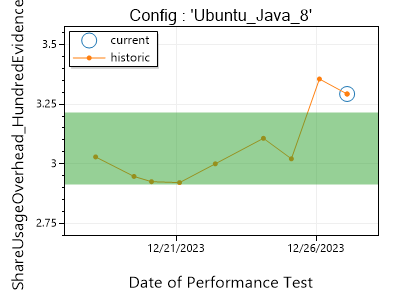 Config : 'Ubuntu_Java_8'
ShareUsageOverhead_HundredEvidence
current
historic
3.5
3.25
3
2.75
12/21/2023
12/26/2023
Date of Performance Test